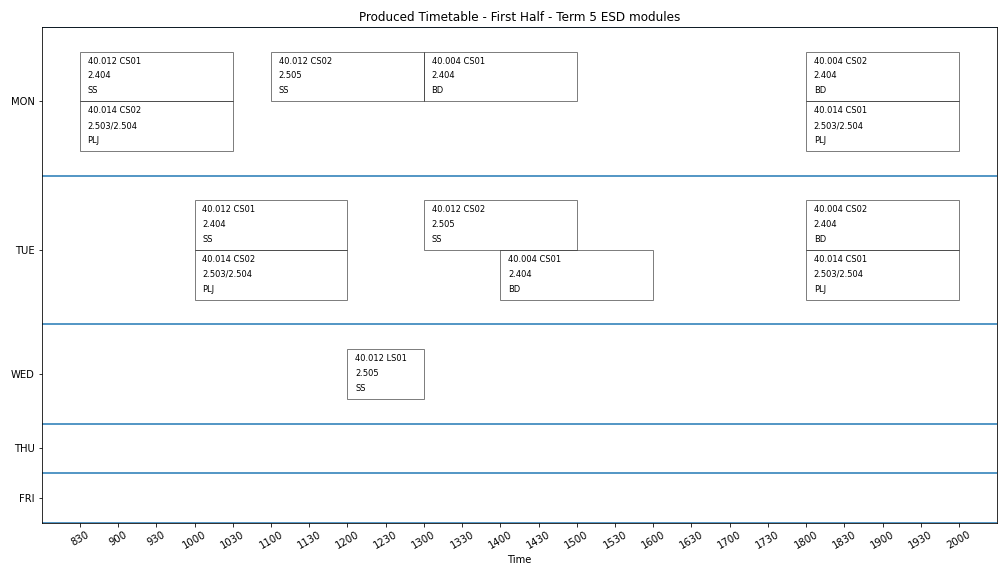 Produced Timetable - First Half - Term 5 ESD modules
MON
40.012 CS01
2.404
SS
40.014 CS02
2.503/2.504
PLJ
40.012 CS02
2.505
SS
40.004 CS01
2.404
BD
40.004 CS02
2.404
BD
40.014 CS01
2.503/2.504
PLJ
TUE
40.012 CS01
2.404
SS
40.014 CS02
2.503/2.504
PLJ
40.012 CS02
2.505
SS
40.004 CS01
2.404
BD
40.004 CS02
2.404
BD
40.014 CS01
2.503/2.504
PLJ
WED
40.012 LS01
2.505
SS
THU
FRI
830 900 930 1000 1030 1100 1130 1200 1230 1300 1330 1400 1430 1500 1530 1600 1630 1700 1730 1800 1830 1900 1930 2000
Time